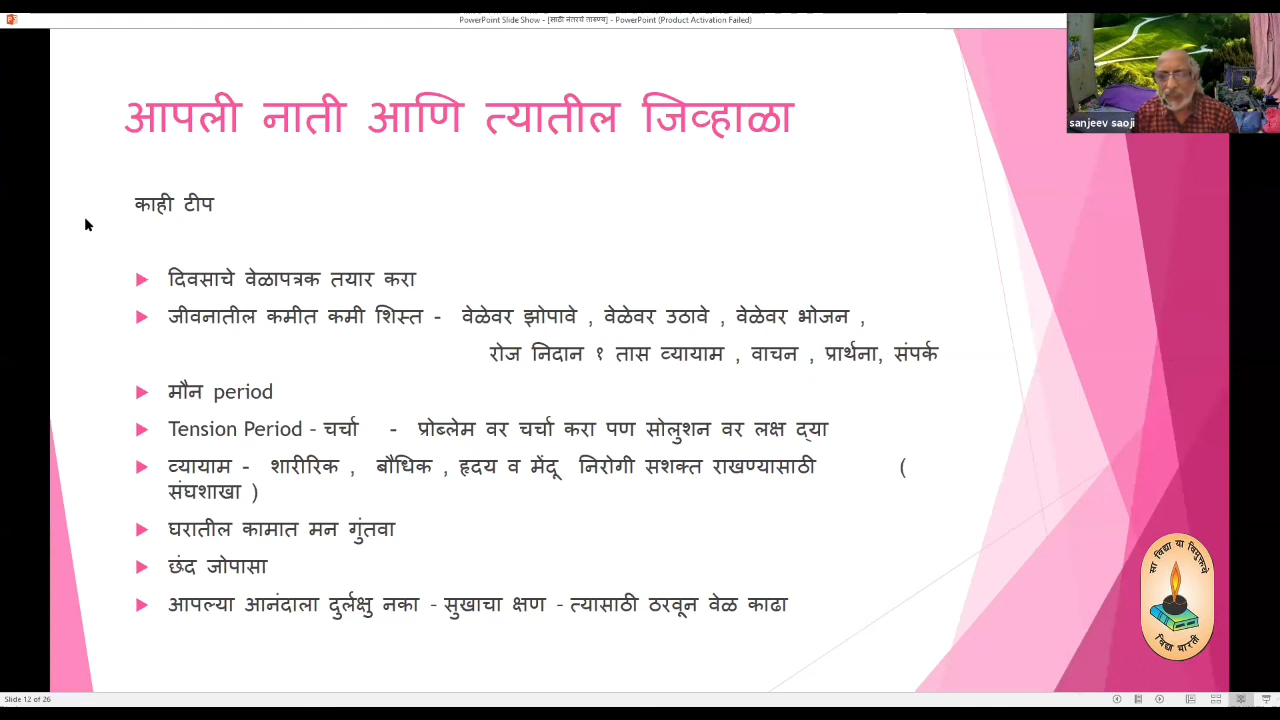 PowerPoint Slide Show - [साठी नंतरचे तारुण्य] - PowerPoint (Product Activation Failed)
sanjeev saoji
आपली नाती आणि त्यातील जिव्हाळा
काही टीप
दिवसाचे वेळापत्रक तयार करा
जीवनातील कमीत कमी शिस्त - वेळेवर झोपावे , वेळेवर उठावे , वेळेवर भोजन ,
रोज निदान १ तास व्यायाम , वाचन , प्रार्थना, संपर्क
मौन period
Tension Period - चर्चा - प्रोब्लेम वर चर्चा करा पण सोलुशन वर लक्ष द्या
व्यायाम - शारीरिक , बौधिक , हृदय व मेंदू निरोगी सशक्त राखण्यासाठी (
संघशाखा )
घरातील कामात मन गुंतवा
छंद जोपासा
आपल्या आनंदाला दुर्लक्षु नका - सुखाचा क्षण - त्यासाठी ठरवून वेळ काढा
सा विद्या या विमुक्तये
विद्या भारती
Slide 12 of 26